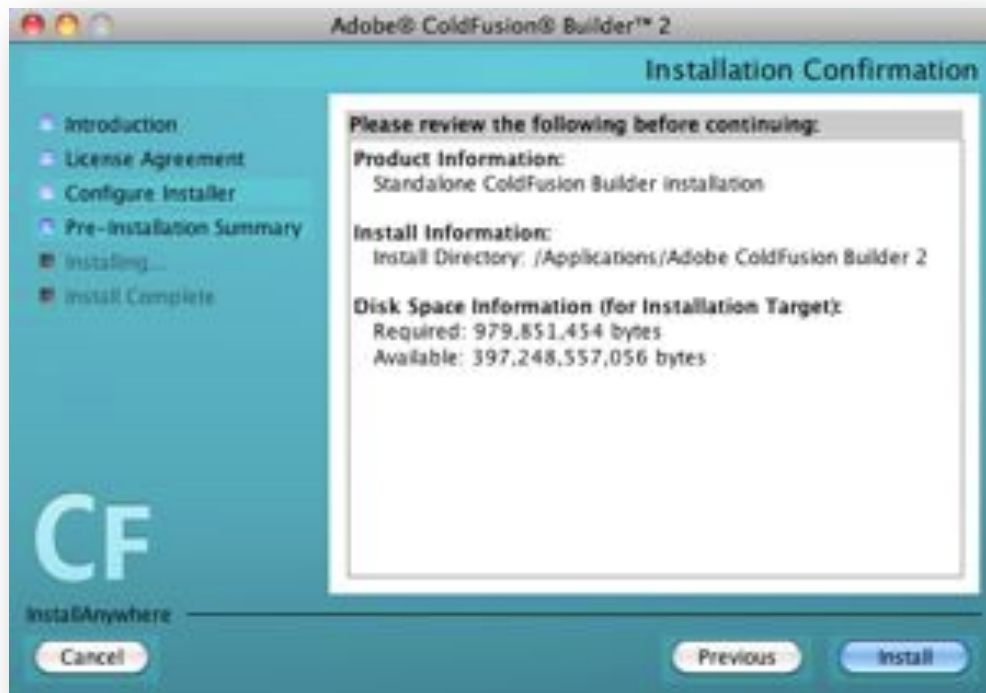 Adobe® ColdFusion® Builder™ 2
Installation Confirmation
Introduction
License Agreement
Configure Installer
Pre-Installation Summary
Installing...
Install Complete
Please review the following before continuing:
Product Information:
Standalone ColdFusion Builder installation
Install Information:
Install Directory: /Applications/Adobe ColdFusion Builder 2
Disk Space Information (for Installation Target):
Required: 979,851,454 bytes
Available: 397,248,557,056 bytes
CF
InstallAnywhere
Cancel
Previous
Install